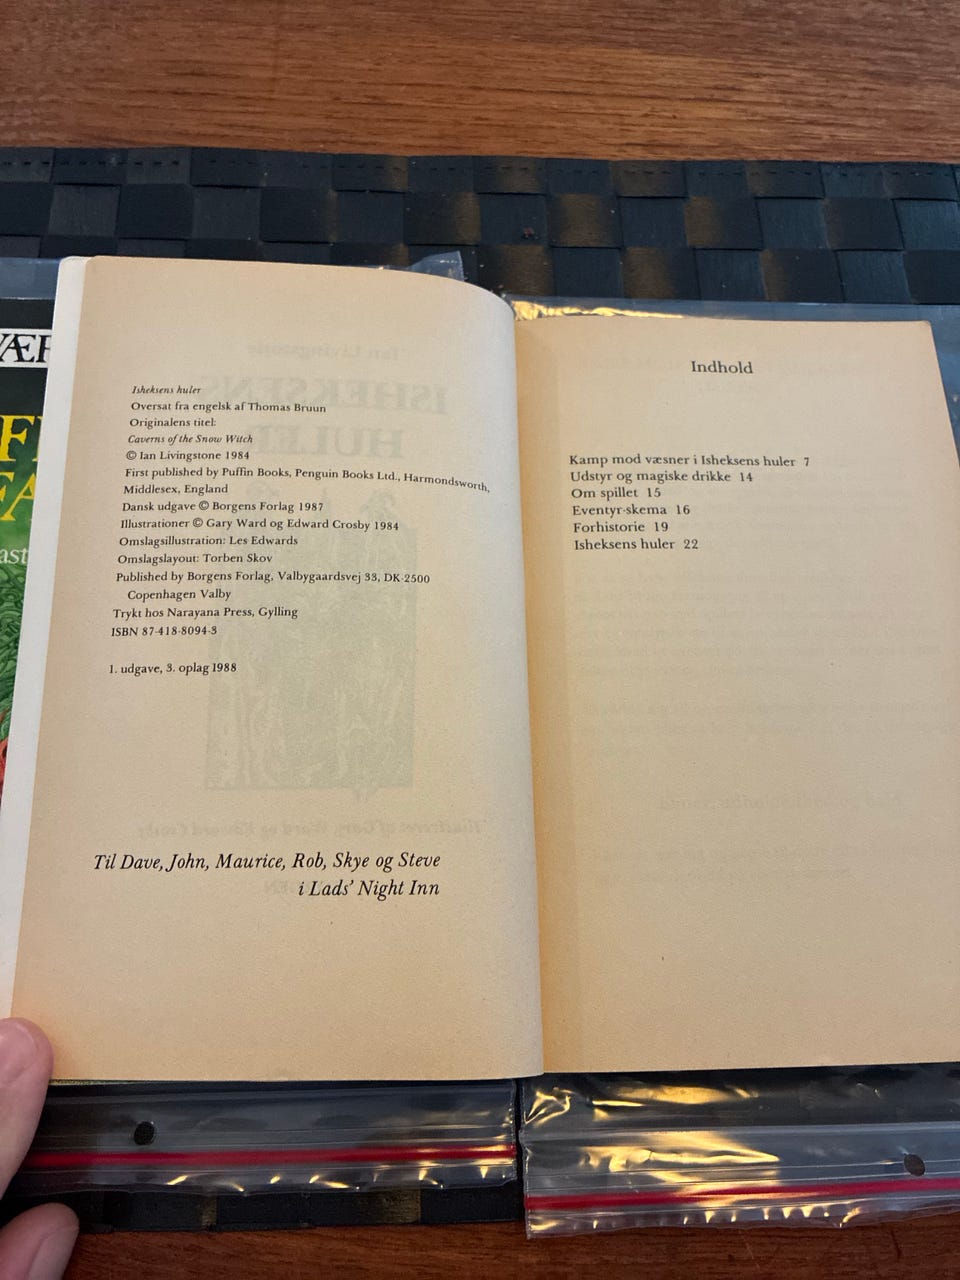 Isheksens huler
Oversat fra engelsk af Thomas Bruun
Originalens titel:
Caverns of the Snow Witch
© Ian Livingstone 1984
First published by Puffin Books, Penguin Books Ltd., Harmondsworth,
Middlesex, England
Dansk udgave © Borgens Forlag 1987
Illustrationer © Gary Ward og Edward Crosby 1984
Omslagsillustration: Les Edwards
Omslagslayout: Torben Skov
Published by Borgens Forlag, Valbygaardsvej 33, DK-2500
Copenhagen Valby
Trykt hos Narayana Press, Gylling
ISBN 87-418-8094-3
1. udgave, 3. oplag 1988
Til Dave, John, Maurice, Rob, Skye og Steve
i Lads' Night Inn
Indhold
Kamp mod væsner i Isheksens huler 7
Udstyr og magiske drikke 14
Om spillet 15
Eventyr-skema 16
Forhistorie 19
Isheksens huler 22